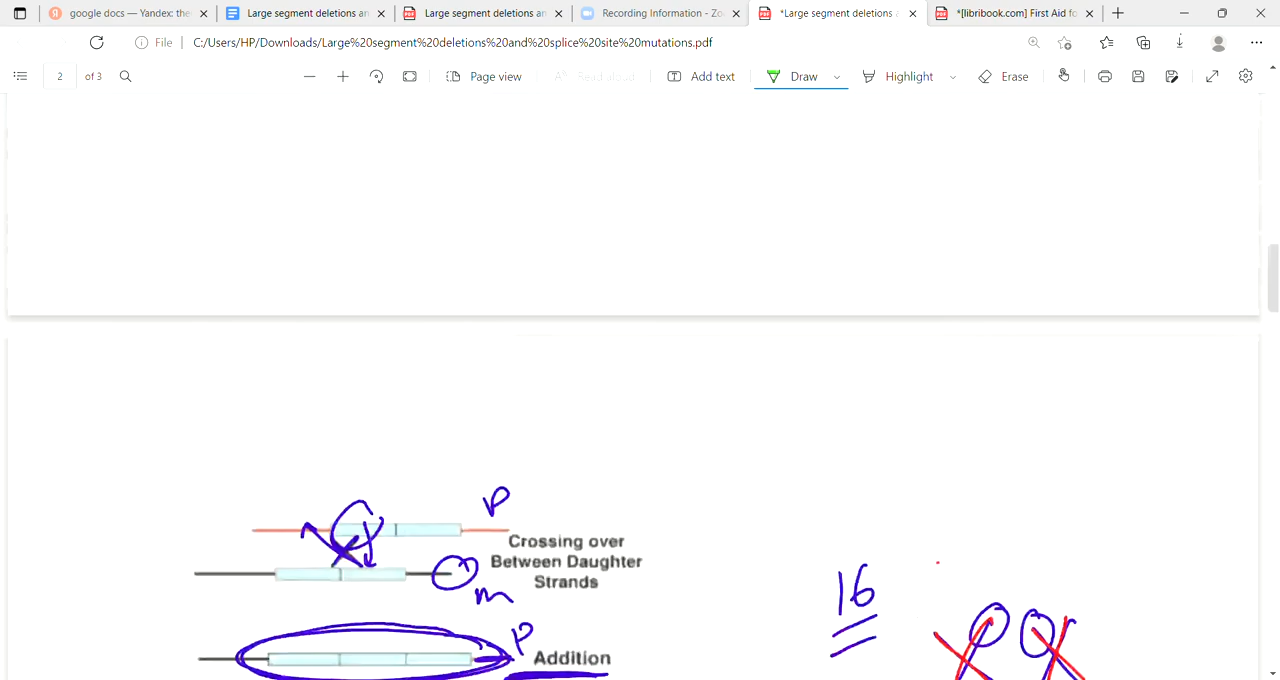 google docs — Yandex: the
Large segment deletions an
Large segment deletions an
Recording Information - Zo
*Large segment deletions a
*[libribook.com] First Aid fo
File
C:/Users/HP/Downloads/Large%20segment%20deletions%20and%20splice%20site%20mutations.pdf
2 of 3
Page view
Read aloud
Add text
Draw
Highlight
Erase
P
Crossing over
Between Daughter
Strands
m
16
P
Addition